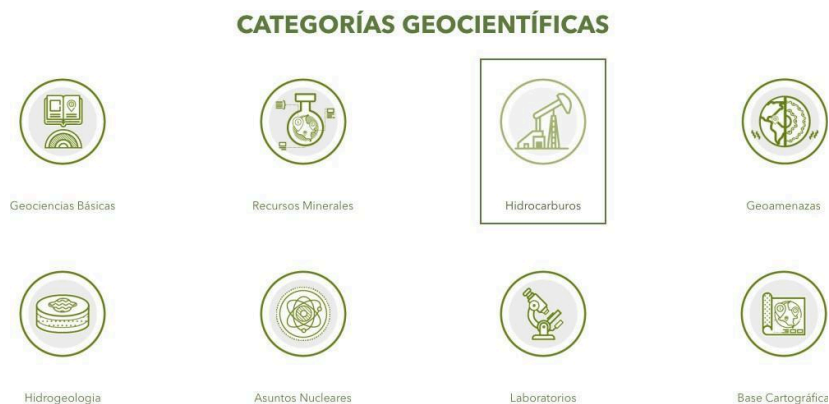 CATEGORÍAS GEOCIENTÍFICAS
Geociencias Básicas
Recursos Minerales
Hidrocarburos
Geoamenazas
Hidrogeologia
Asuntos Nucleares
Laboratorios
Base Cartográfica